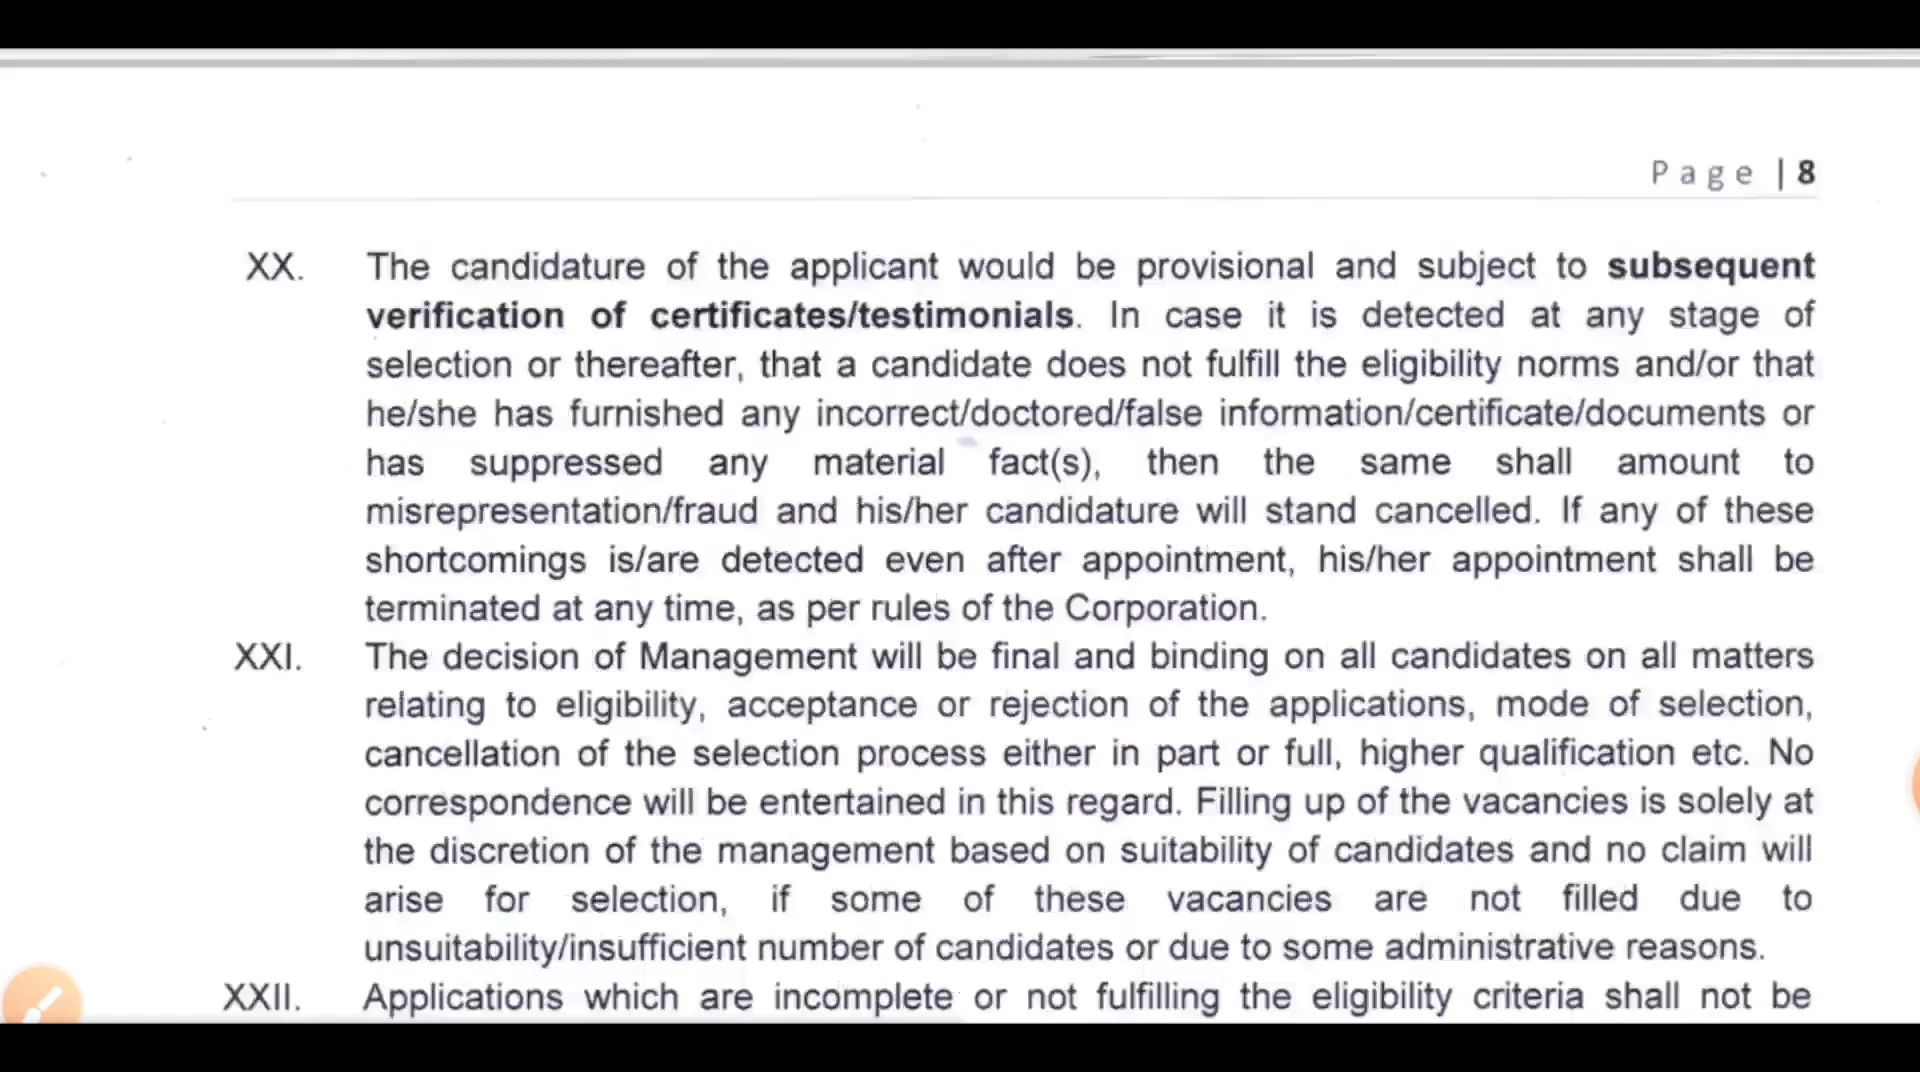 Page | 8
XX. The candidature of the applicant would be provisional and subject to subsequent
verification of certificates/testimonials. In case it is detected at any stage of
selection or thereafter, that a candidate does not fulfill the eligibility norms and/or that
he/she has furnished any incorrect/doctored/false information/certificate/documents or
has suppressed any material fact(s), then the same shall amount to
misrepresentation/fraud and his/her candidature will stand cancelled. If any of these
shortcomings is/are detected even after appointment, his/her appointment shall be
terminated at any time, as per rules of the Corporation.
XXI. The decision of Management will be final and binding on all candidates on all matters
relating to eligibility, acceptance or rejection of the applications, mode of selection,
cancellation of the selection process either in part or full, higher qualification etc. No
correspondence will be entertained in this regard. Filling up of the vacancies is solely at
the discretion of the management based on suitability of candidates and no claim will
arise for selection, if some of these vacancies are not filled due to
unsuitability/insufficient number of candidates or due to some administrative reasons.
XXII. Applications which are incomplete or not fulfilling the eligibility criteria shall not be